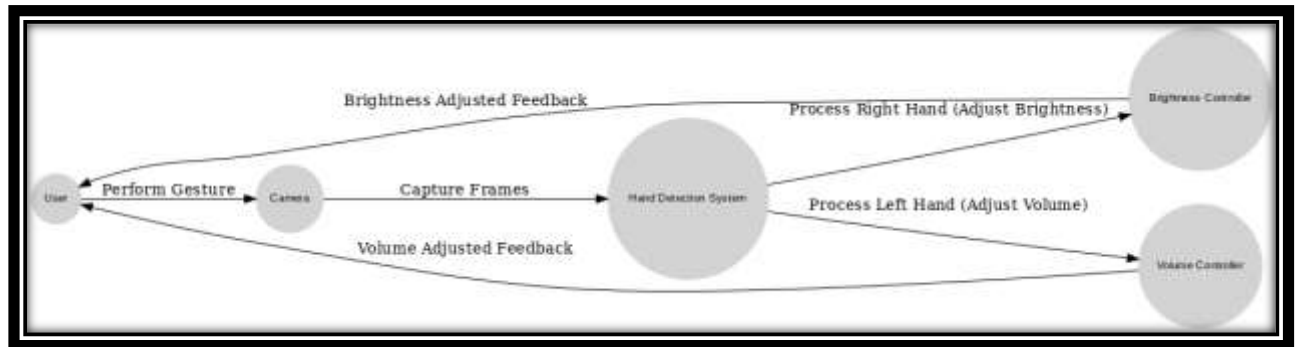 Brightness Adjusted Feedback
Process Right Hand (Adjust Brightness)
Brightness Controller
User
Perform Gesture
Camera
Capture Frames
Hand Detection System
Process Left Hand (Adjust Volume)
Volume Adjusted Feedback
Volume Controller